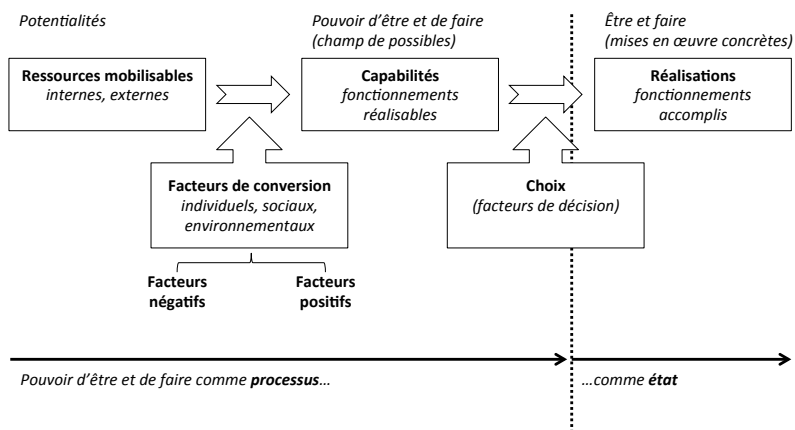 Potentialités
Pouvoir d’être et de faire
(champ de possibles)
Être et faire
(mises en œuvre concrètes)
Ressources mobilisables
internes, externes
Capabilités
fonctionnements
réalisables
Réalisations
fonctionnements
accomplis
Facteurs de conversion
individuels, sociaux,
environnementaux
Choix
(facteurs de décision)
Facteurs
négatifs
Facteurs
positifs
Pouvoir d’être et de faire comme processus...
...comme état